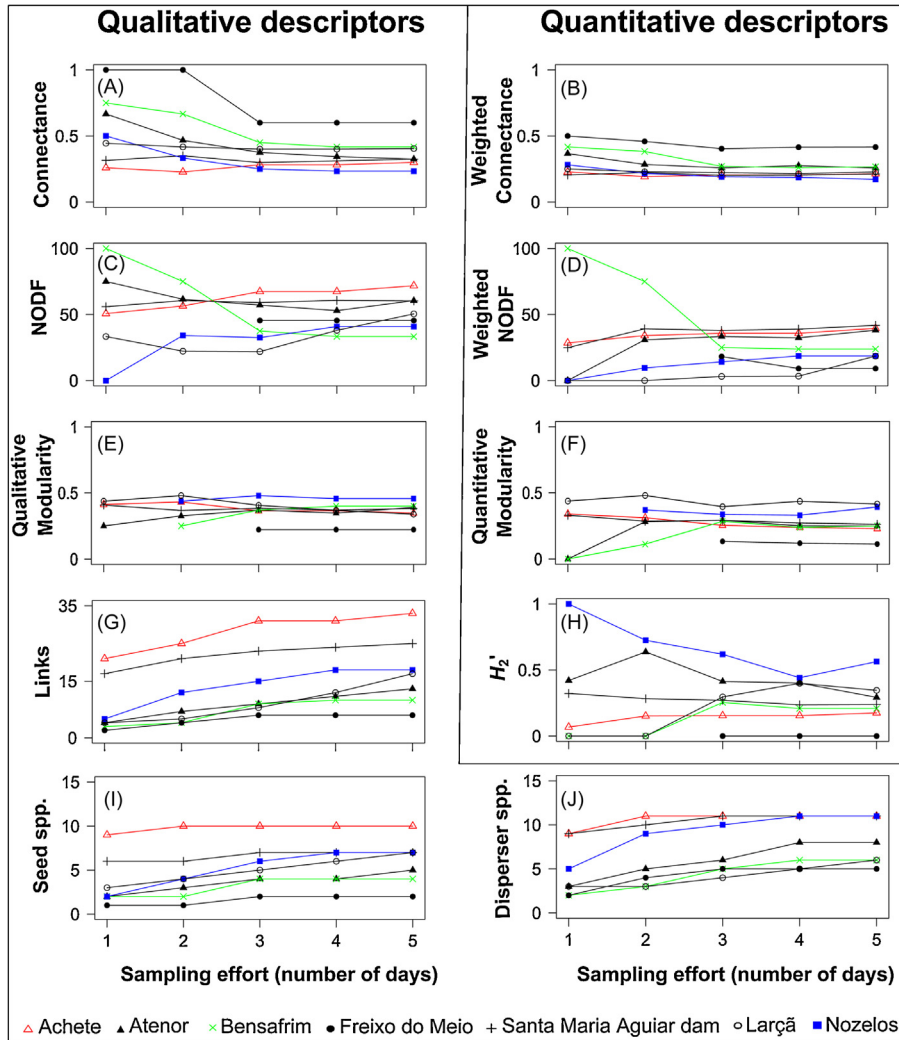 Qualitative descriptors
Quantitative descriptors
(A)
Connectance
1
0.5
0
(B)
Weighted
Connectance
1
0.5
0
(C)
NODF
100
50
0
(D)
Weighted
NODF
100
50
0
(E)
Qualitative
Modularity
1
0.5
0
(F)
Quantitative
Modularity
1
0.5
0
(G)
Links
35
15
0
(H)
H2'
1
0.5
0
(I)
Seed spp.
15
10
5
0
1 2 3 4 5
Sampling effort (number of days)
(J)
Disperser spp.
15
10
5
0
1 2 3 4 5
Sampling effort (number of days)
Achete Atenor Bensafrim Freixo do Meio Santa Maria Aguiar dam Larçã Nozelos